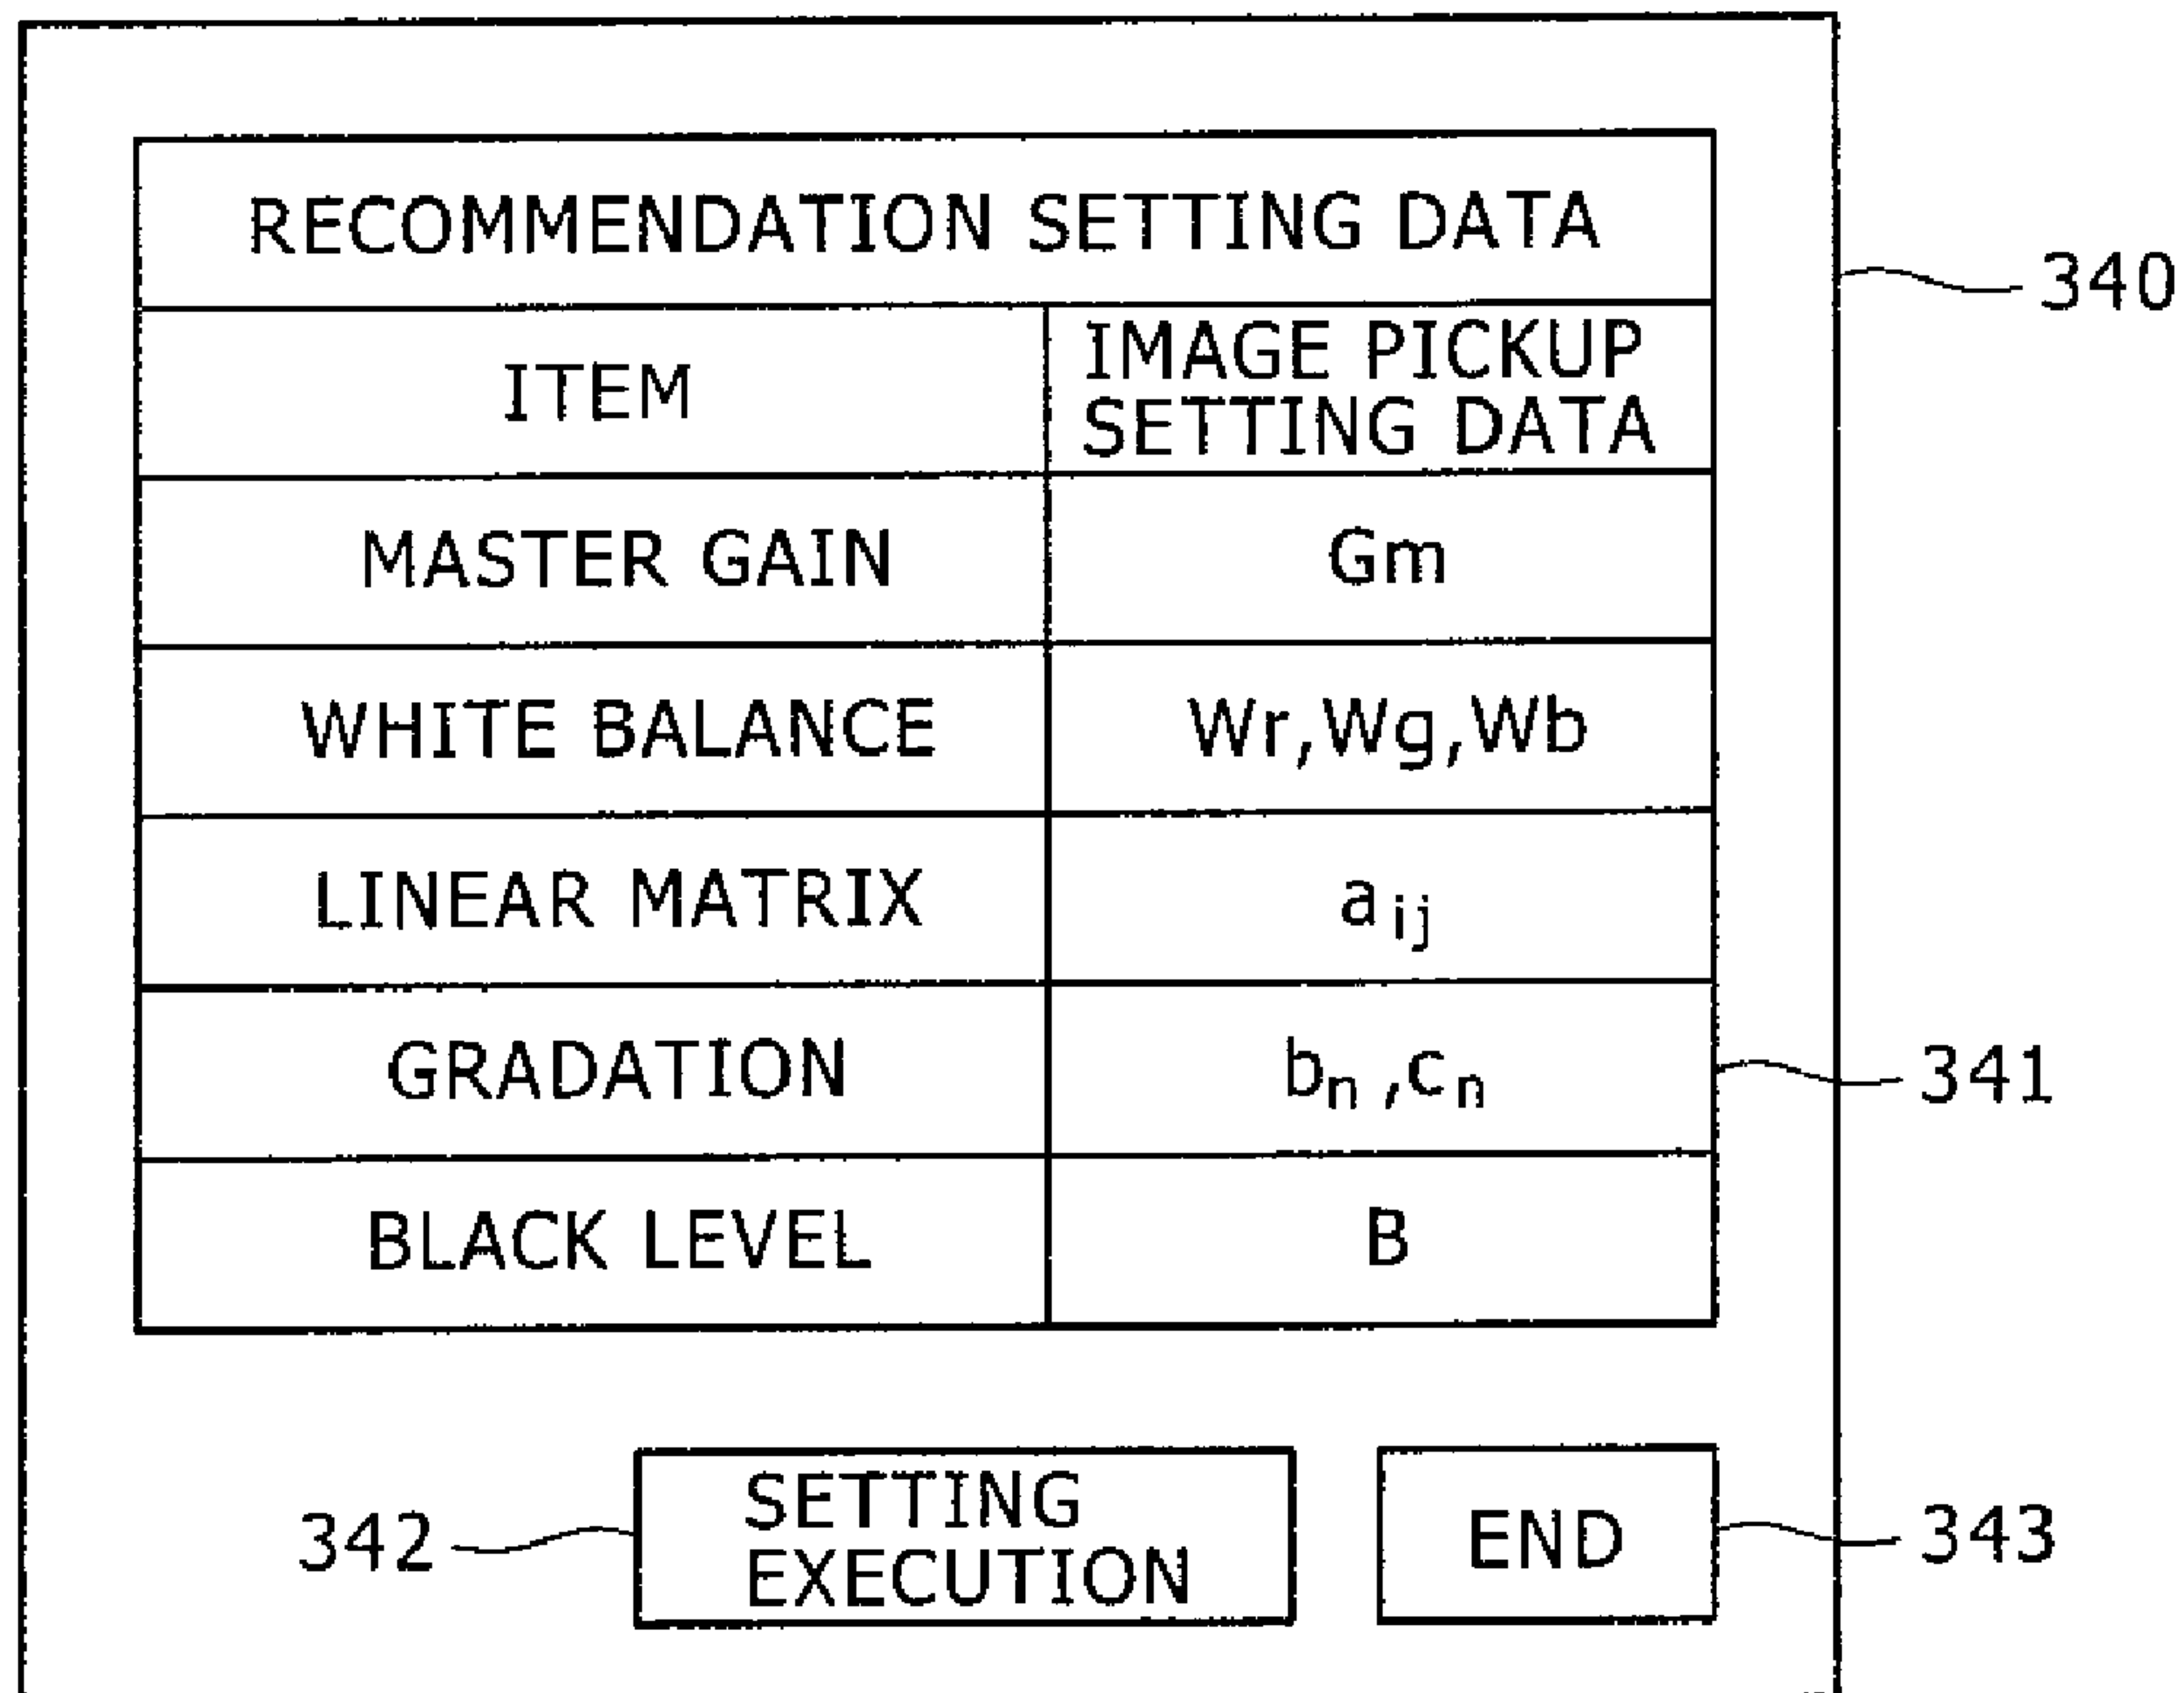 RECOMMENDATION SETTING DATA
340
ITEM
IMAGE PICKUP
SETTING DATA
MASTER GAIN
Gm
WHITE BALANCE
Wr,Wg,Wb
LINEAR MATRIX
aij
GRADATION
bn ,cn
341
BLACK LEVEL
B
342
SETTING
EXECUTION
END
343